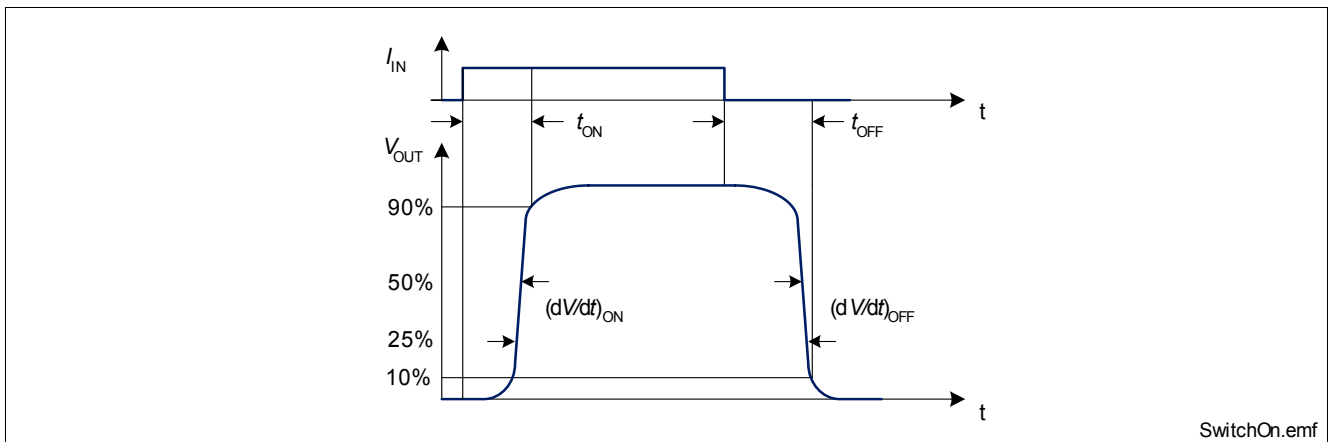 I_IN
t
t_ON
t_OFF
V_OUT
90%
50%
(dV/dt)_ON
(dV/dt)_OFF
25%
10%
t
SwitchOn.emf